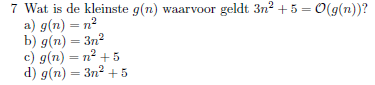 7 Wat is de kleinste g(n) waarvoor geldt 3n² + 5 = O(g(n))?
a) g(n) = n²
b) g(n) = 3n²
c) g(n) = n² + 5
d) g(n) = 3n² + 5